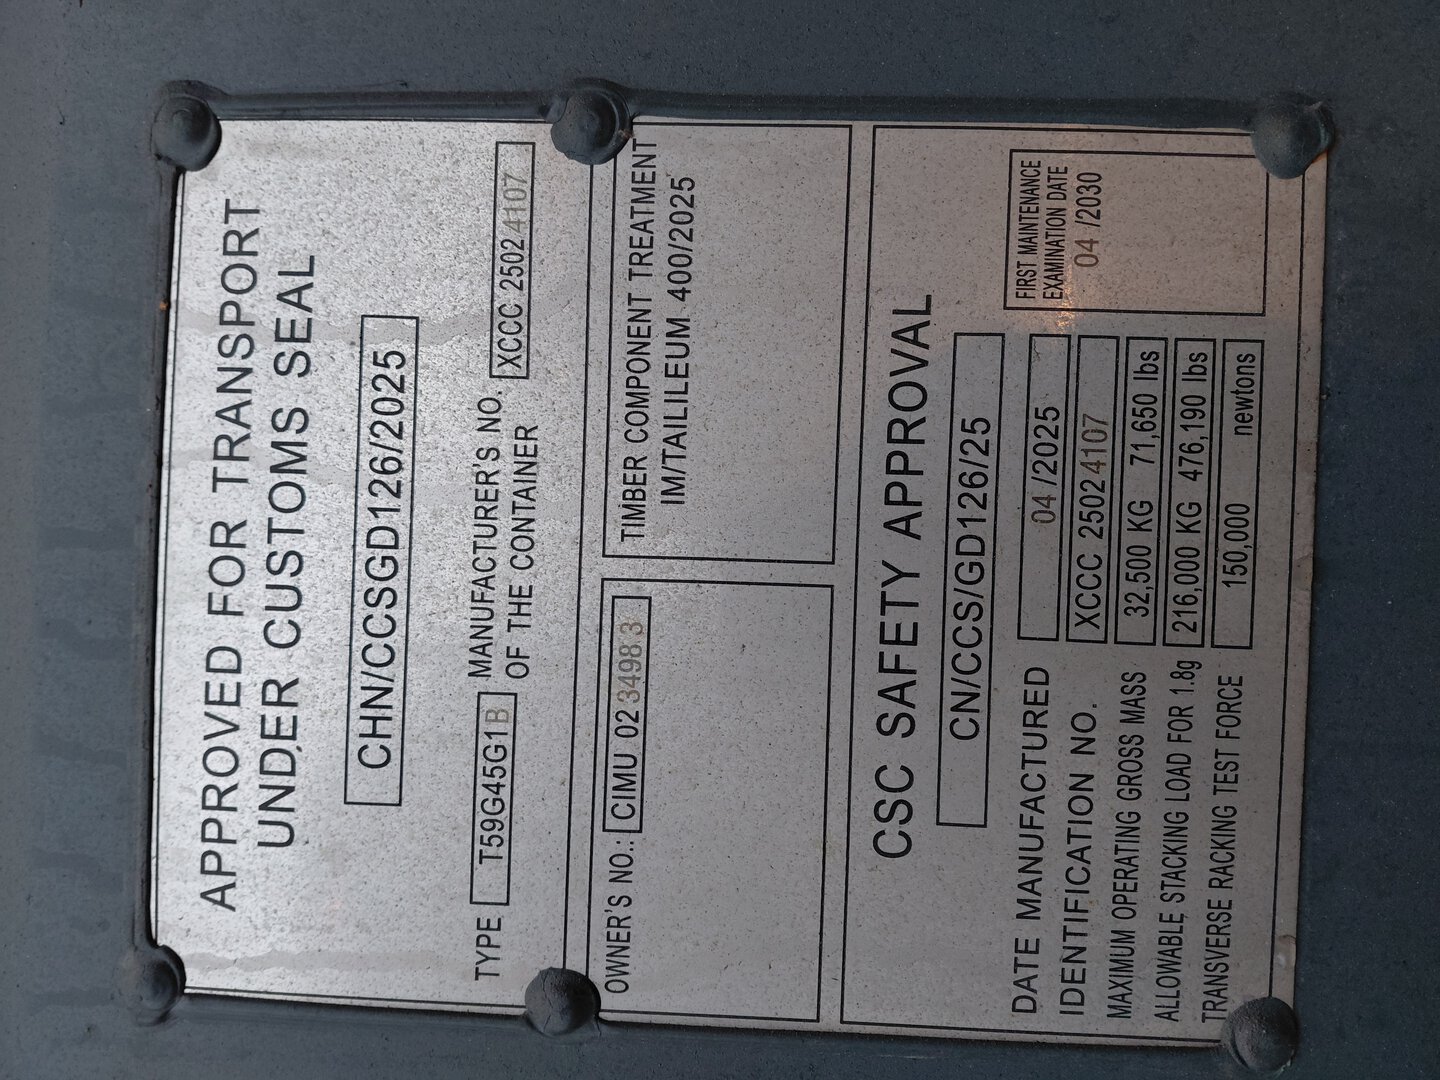 APPROVED FOR TRANSPORT
UNDER CUSTOMS SEAL
CHN/CCSGD126/2025
TYPE T59G45G1B MANUFACTURER'S NO. OF THE CONTAINER XCCC 25024107
OWNER'S NO.: CIMU 02 3498 3
TIMBER COMPONENT TREATMENT
IM/TAILILEUM 400/2025
CSC SAFETY APPROVAL
CN/CCS/GD126/25
DATE MANUFACTURED 04 /2025
IDENTIFICATION NO. XCCC 25024107
MAXIMUM OPERATING GROSS MASS 32,500 KG 71,650 lbs
ALLOWABLE STACKING LOAD FOR 1.8g 216,000 KG 476,190 lbs
TRANSVERSE RACKING TEST FORCE 150,000 newtons
FIRST MAINTENANCE
EXAMINATION DATE
04 /2030